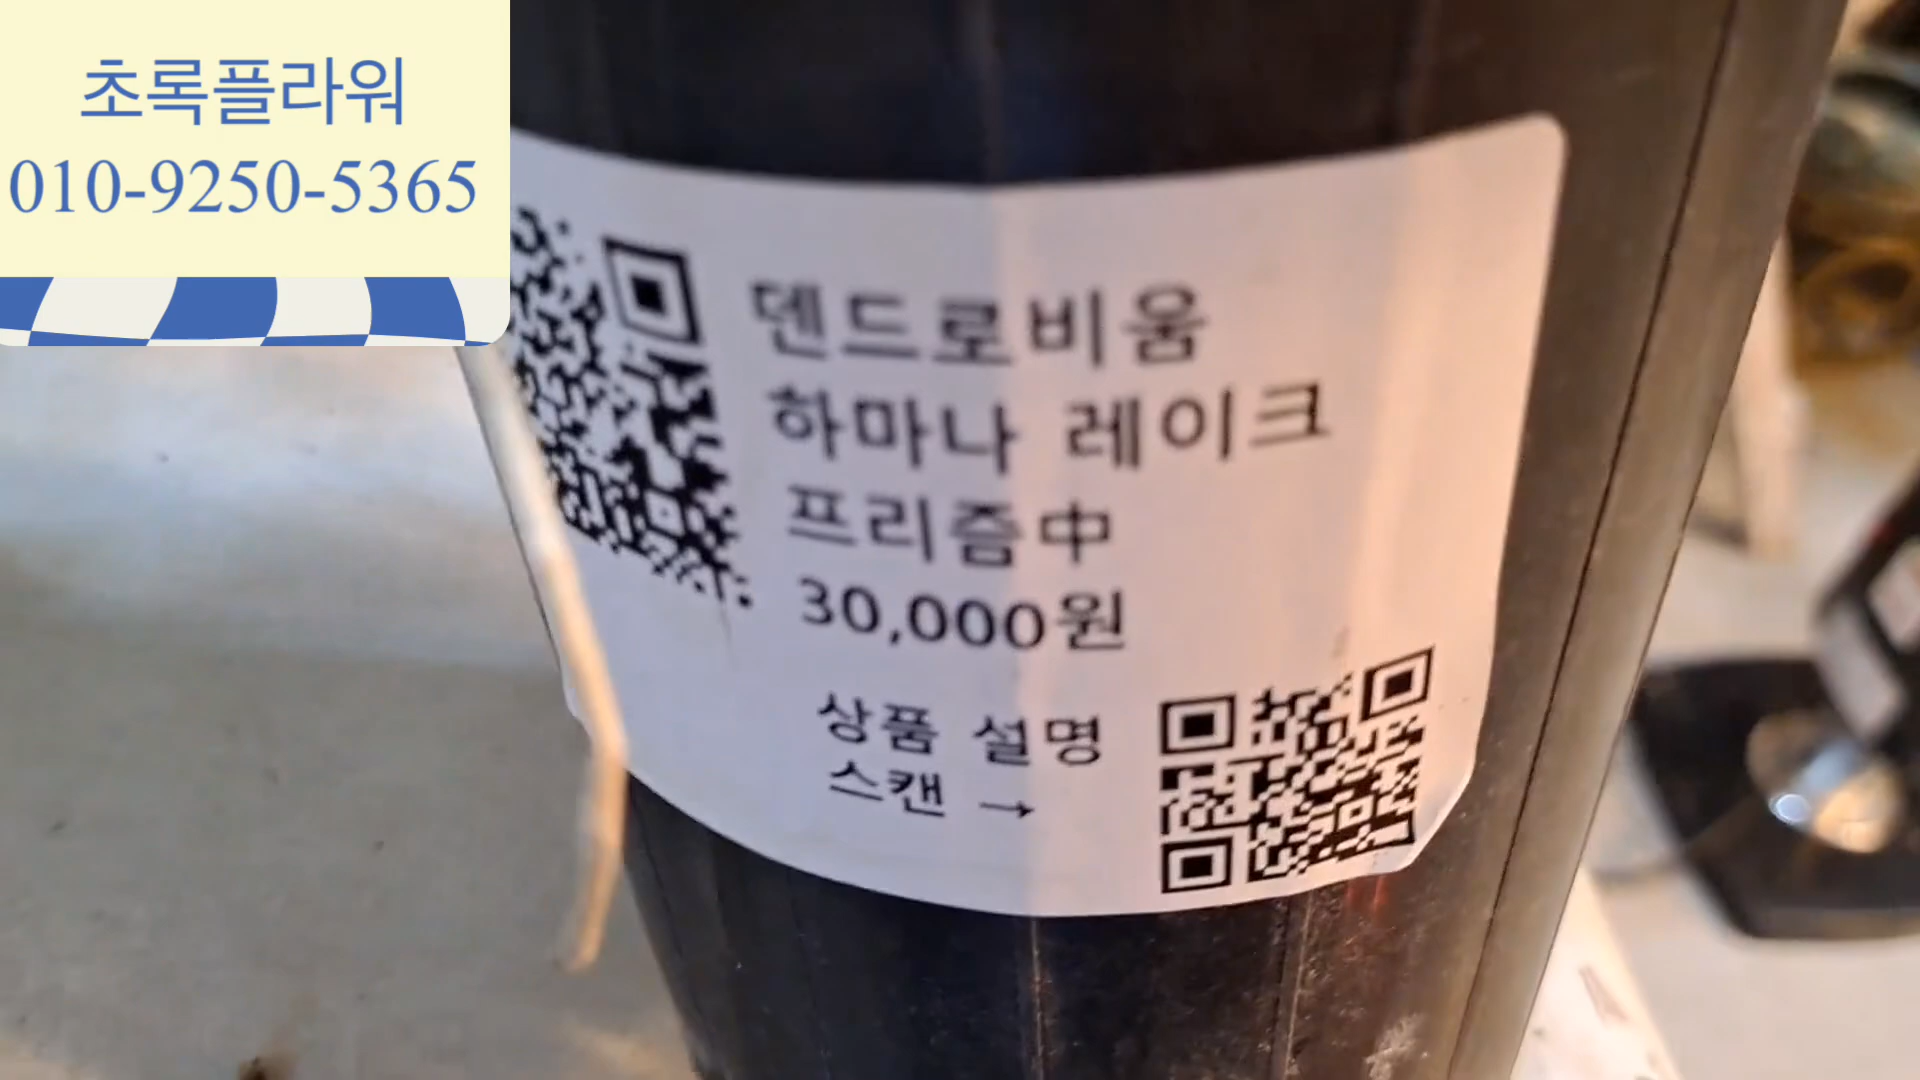 초록플라워
010-9250-5365
덴드로비움
하마나 레이크
프리즘中
30,000원
상품 설명
스캔 →